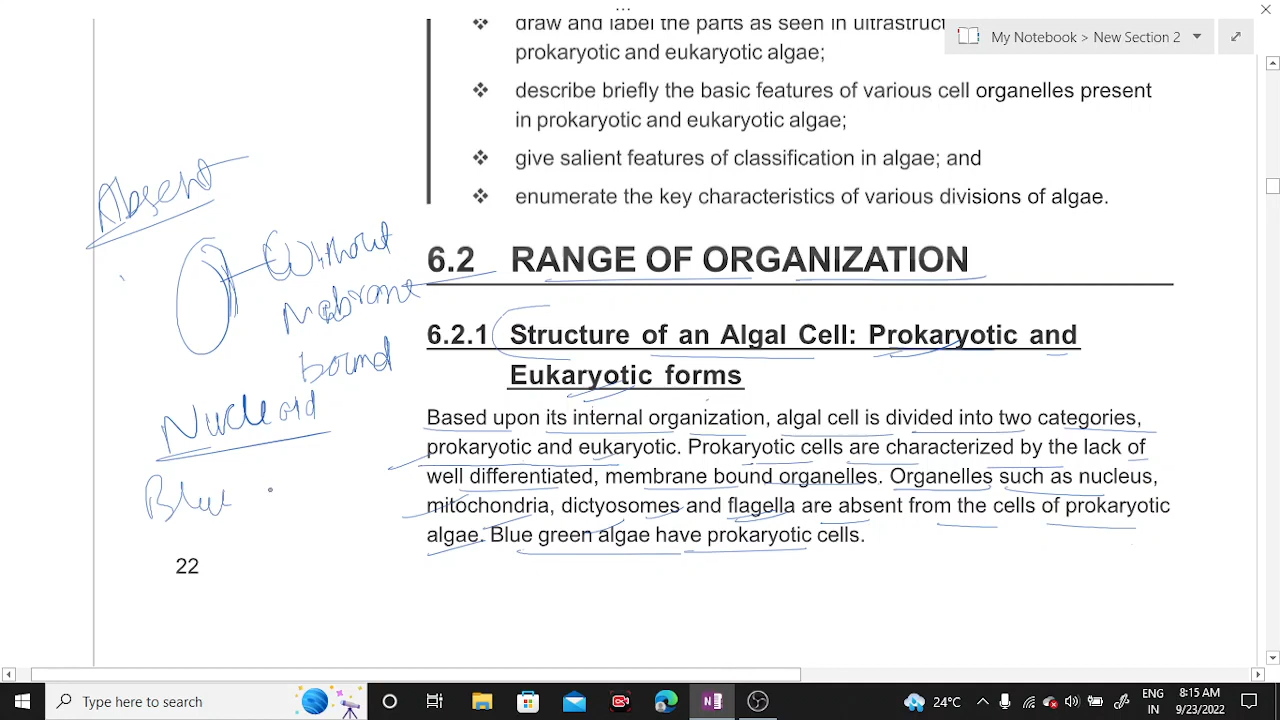 ...
My Notebook > New Section 2
draw and label the parts as seen in ultrastruct
prokaryotic and eukaryotic algae;
describe briefly the basic features of various cell organelles present
in prokaryotic and eukaryotic algae;
give salient features of classification in algae; and
enumerate the key characteristics of various divisions of algae.
Absent
Without
bound
Nucleoid
Blue
6.2 RANGE OF ORGANIZATION
6.2.1 Structure of an Algal Cell: Prokaryotic and
Eukaryotic forms
Based upon its internal organization, algal cell is divided into two categories,
prokaryotic and eukaryotic. Prokaryotic cells are characterized by the lack of
well differentiated, membrane bound organelles. Organelles such as nucleus,
mitochondria, dictyosomes and flagella are absent from the cells of prokaryotic
algae. Blue green algae have prokaryotic cells.
22
Type here to search
24°C
ENG
IN
8:15 AM
9/23/2022